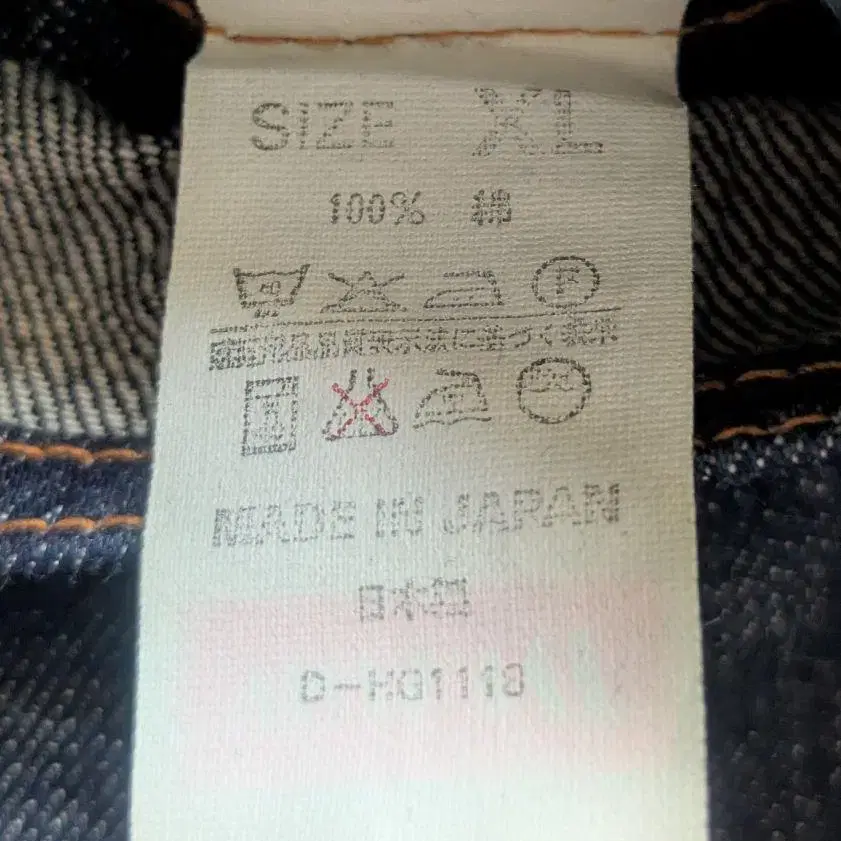 SIZE XL
100% 綿
MADE IN JAPAN
日本製
D-HG1118